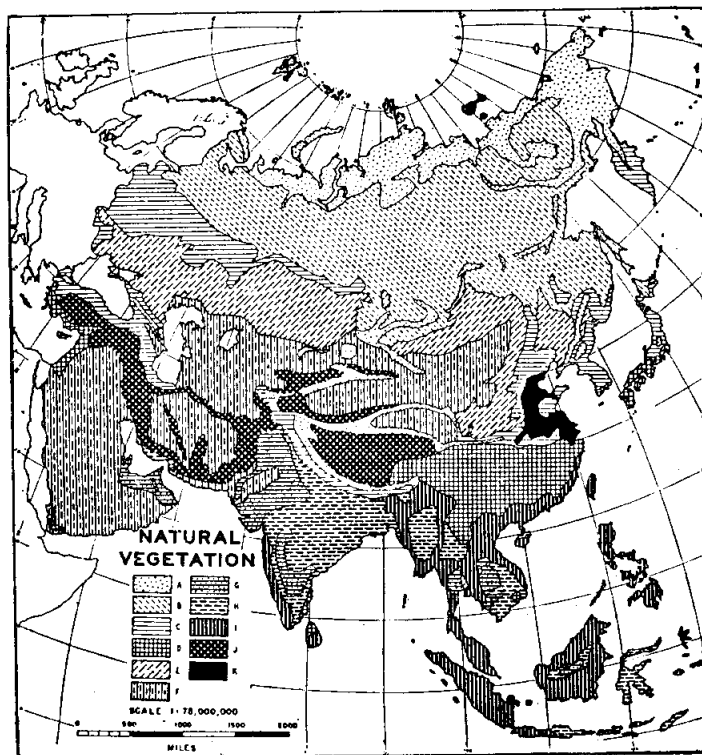 NATURAL
VEGETATION
A G
B H
C I
D J
E K
F
SCALE 1:78,000,000
0 500 1000 1500 2000
MILES